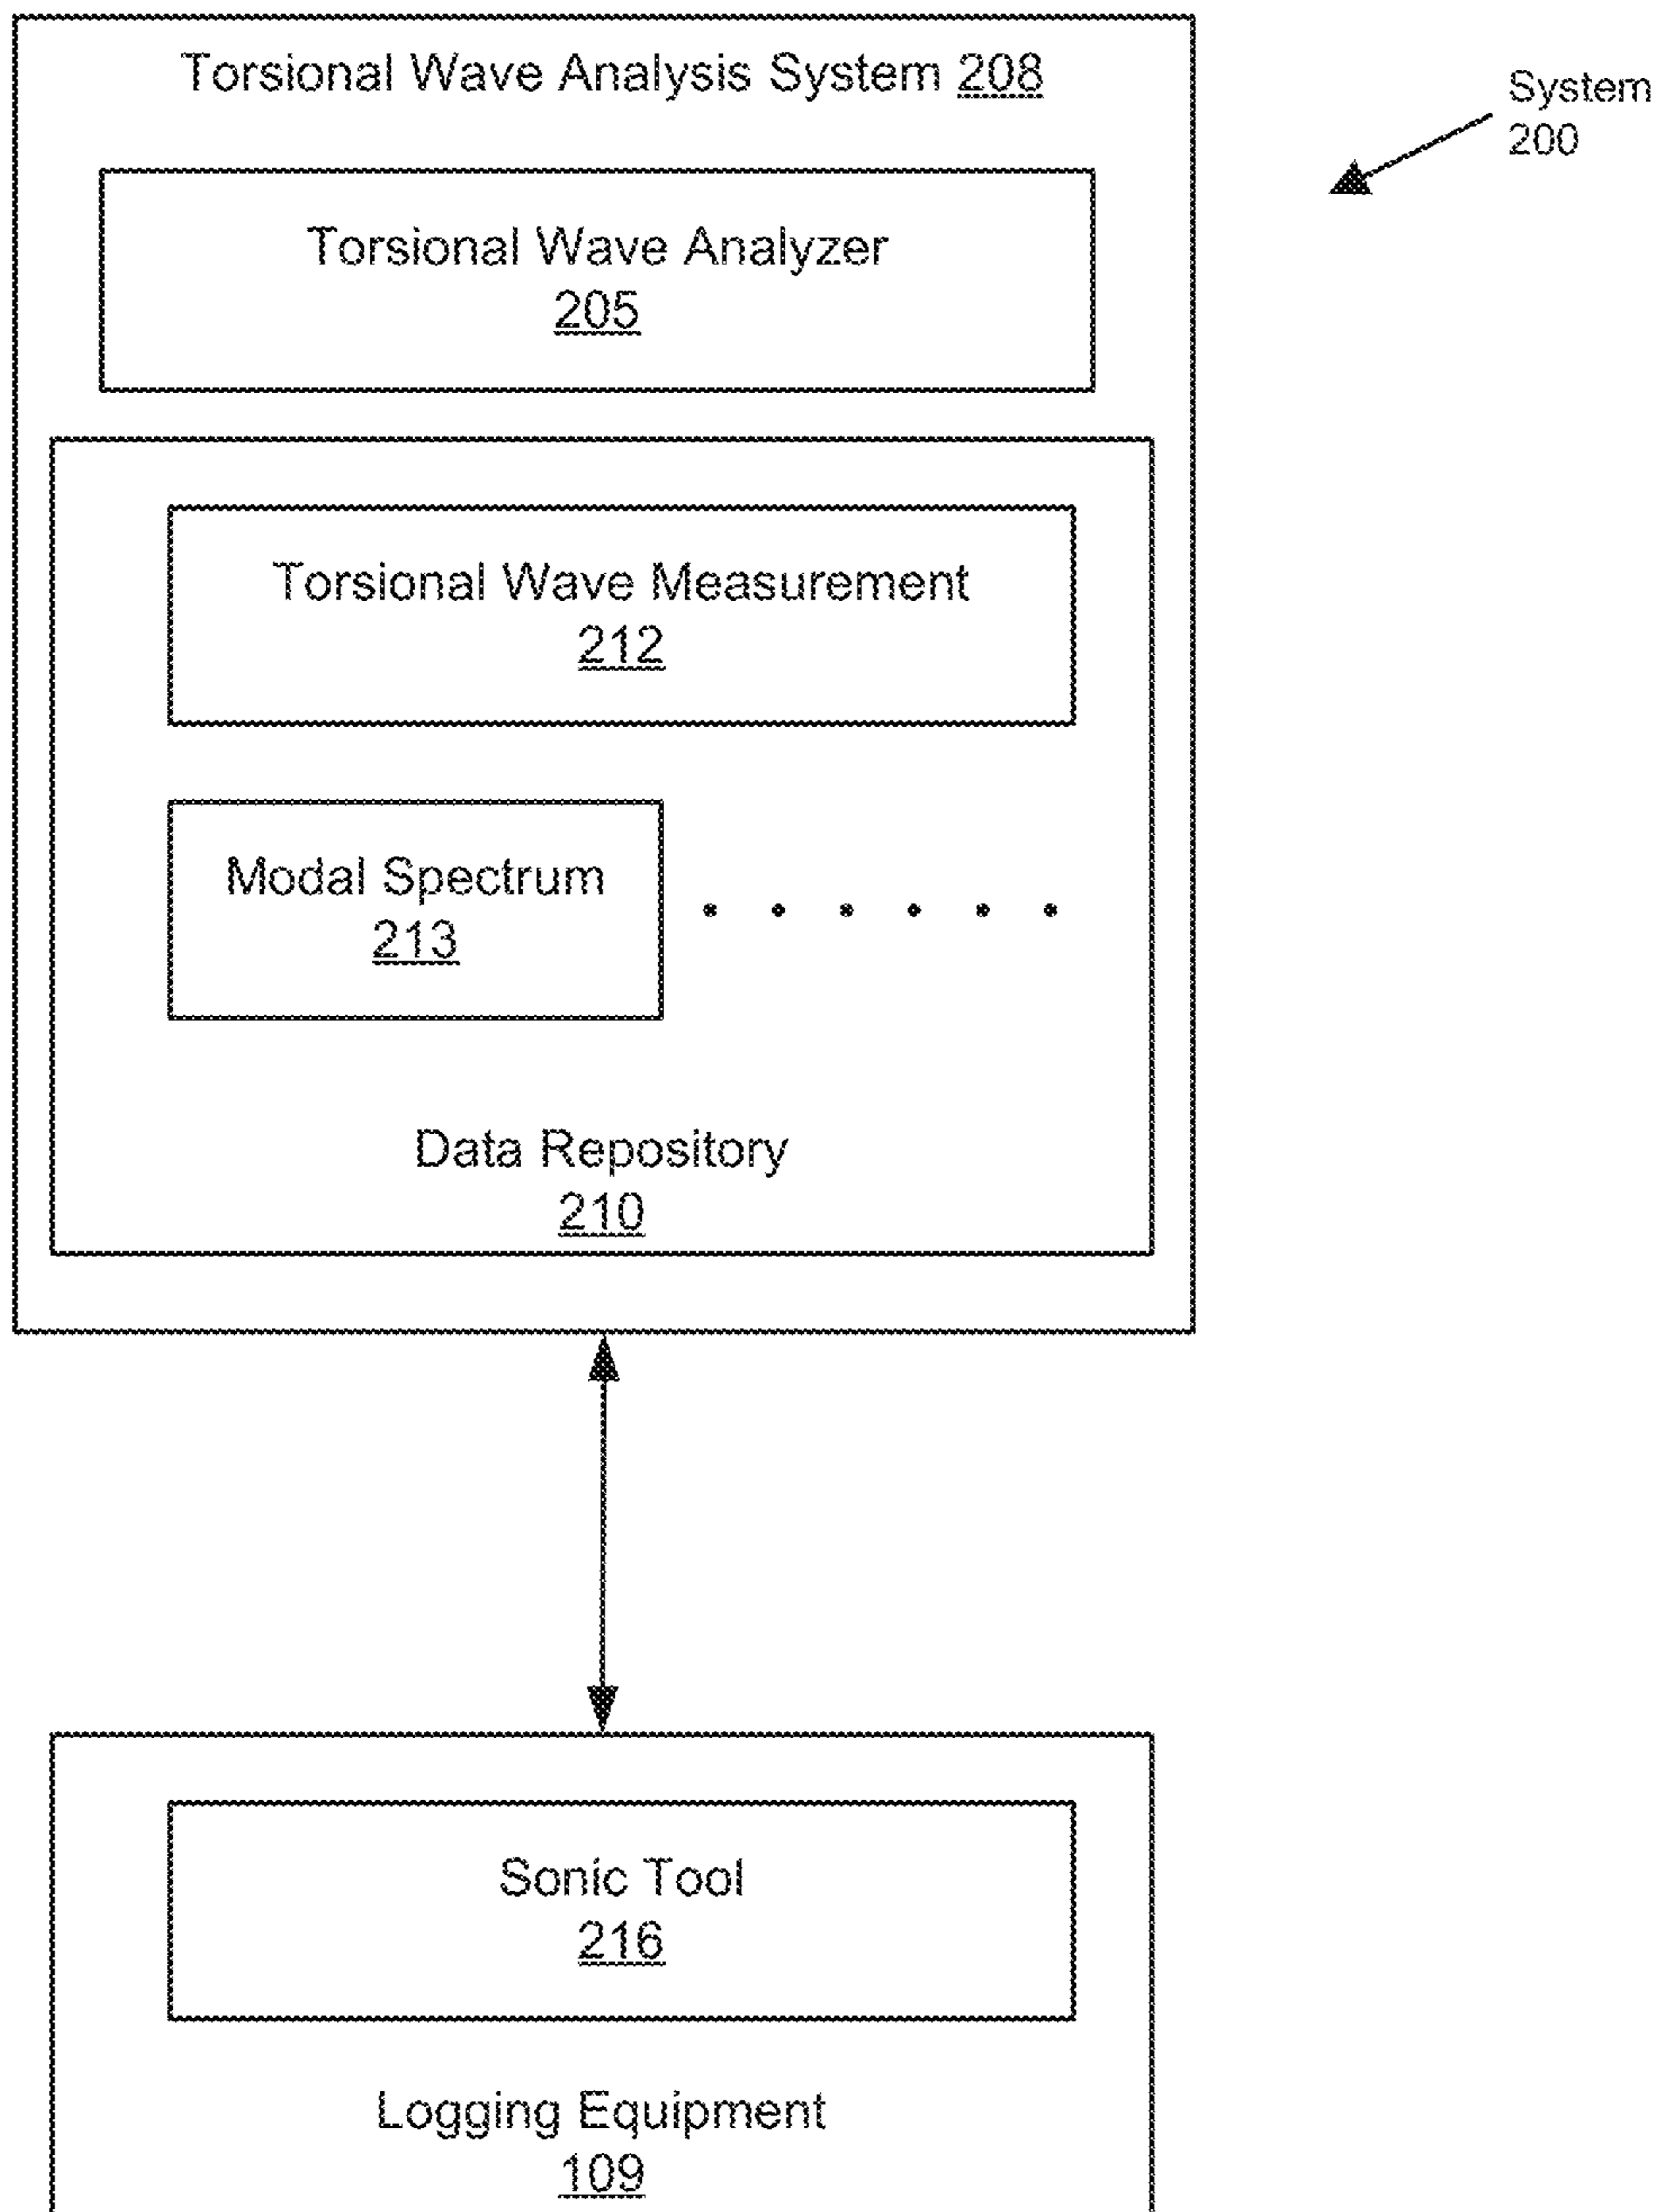 Torsional Wave Analysis System 208
System
200
Torsional Wave Analyzer
205
Torsional Wave Measurement
212
Modal Spectrum
213
Data Repository
210
Sonic Tool
216
Logging Equipment
109